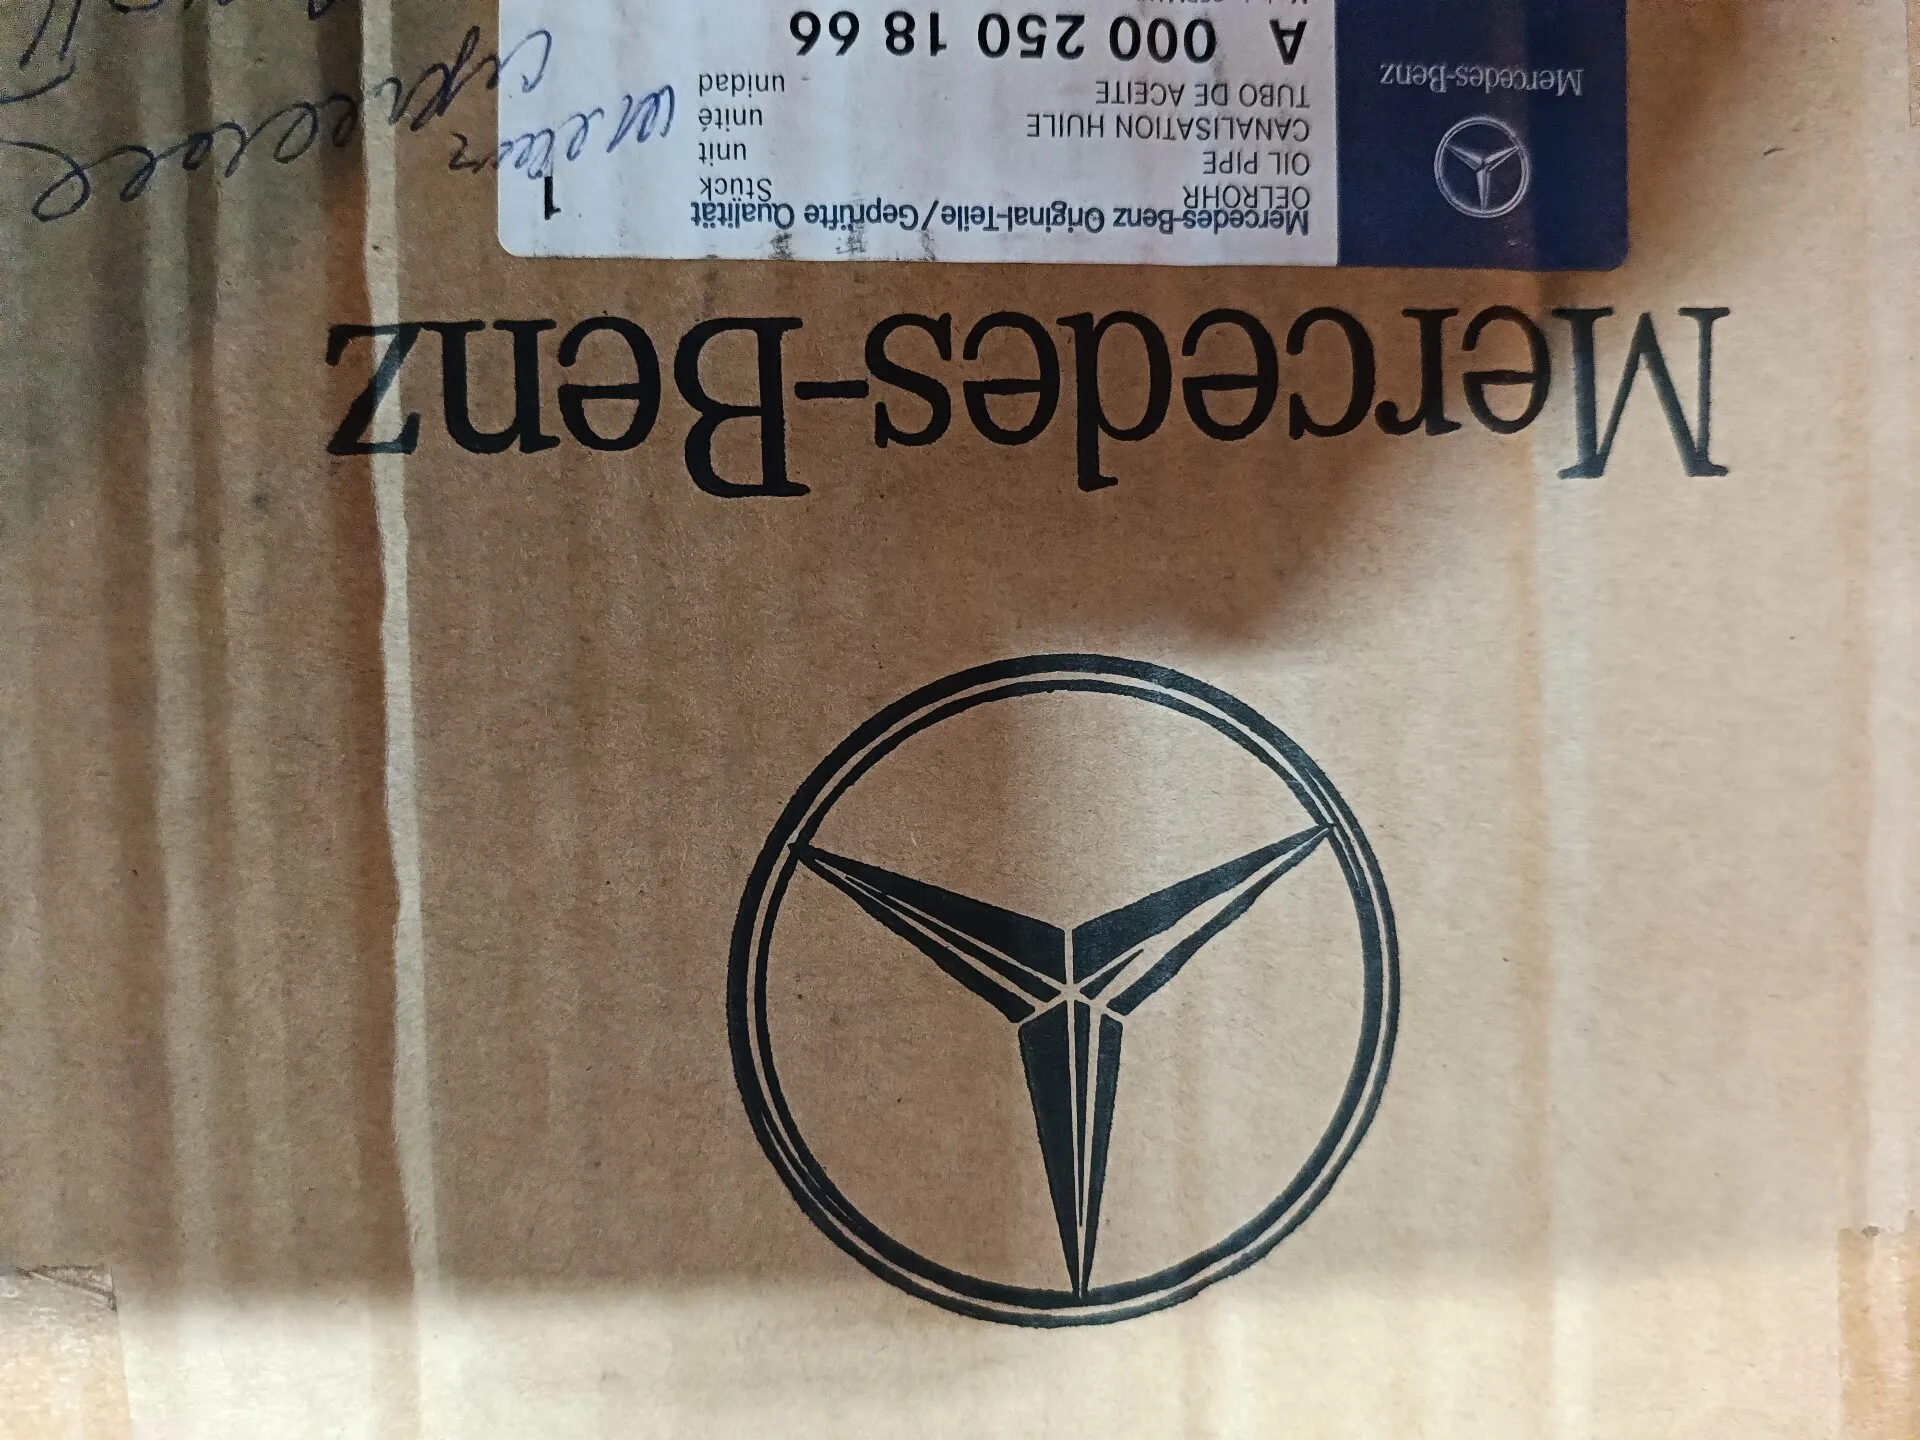 Mercedes-Benz
Mercedes-Benz Original-Teile/Geprüfte Qualität
OELROHR Stück 1
OIL PIPE unit
CANALISATION HUILE unité
TUBO DE ACEITE unidad
A 000 250 18 66
Mercedes-Benz